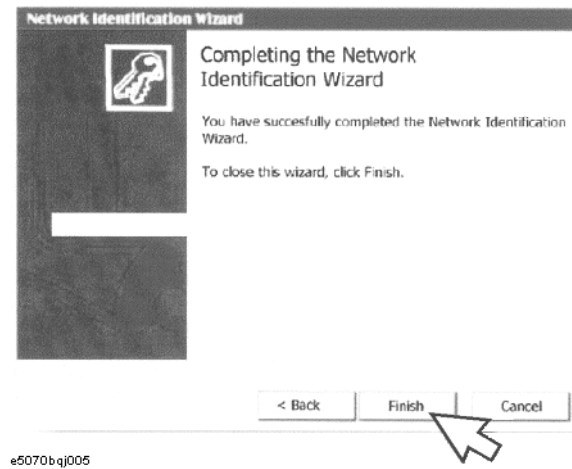 Network Identification Wizard
Completing the Network
Identification Wizard
You have succesfully completed the Network Identification
Wizard.
To close this wizard, click Finish.
< Back
Finish
Cancel
e5070bqj005